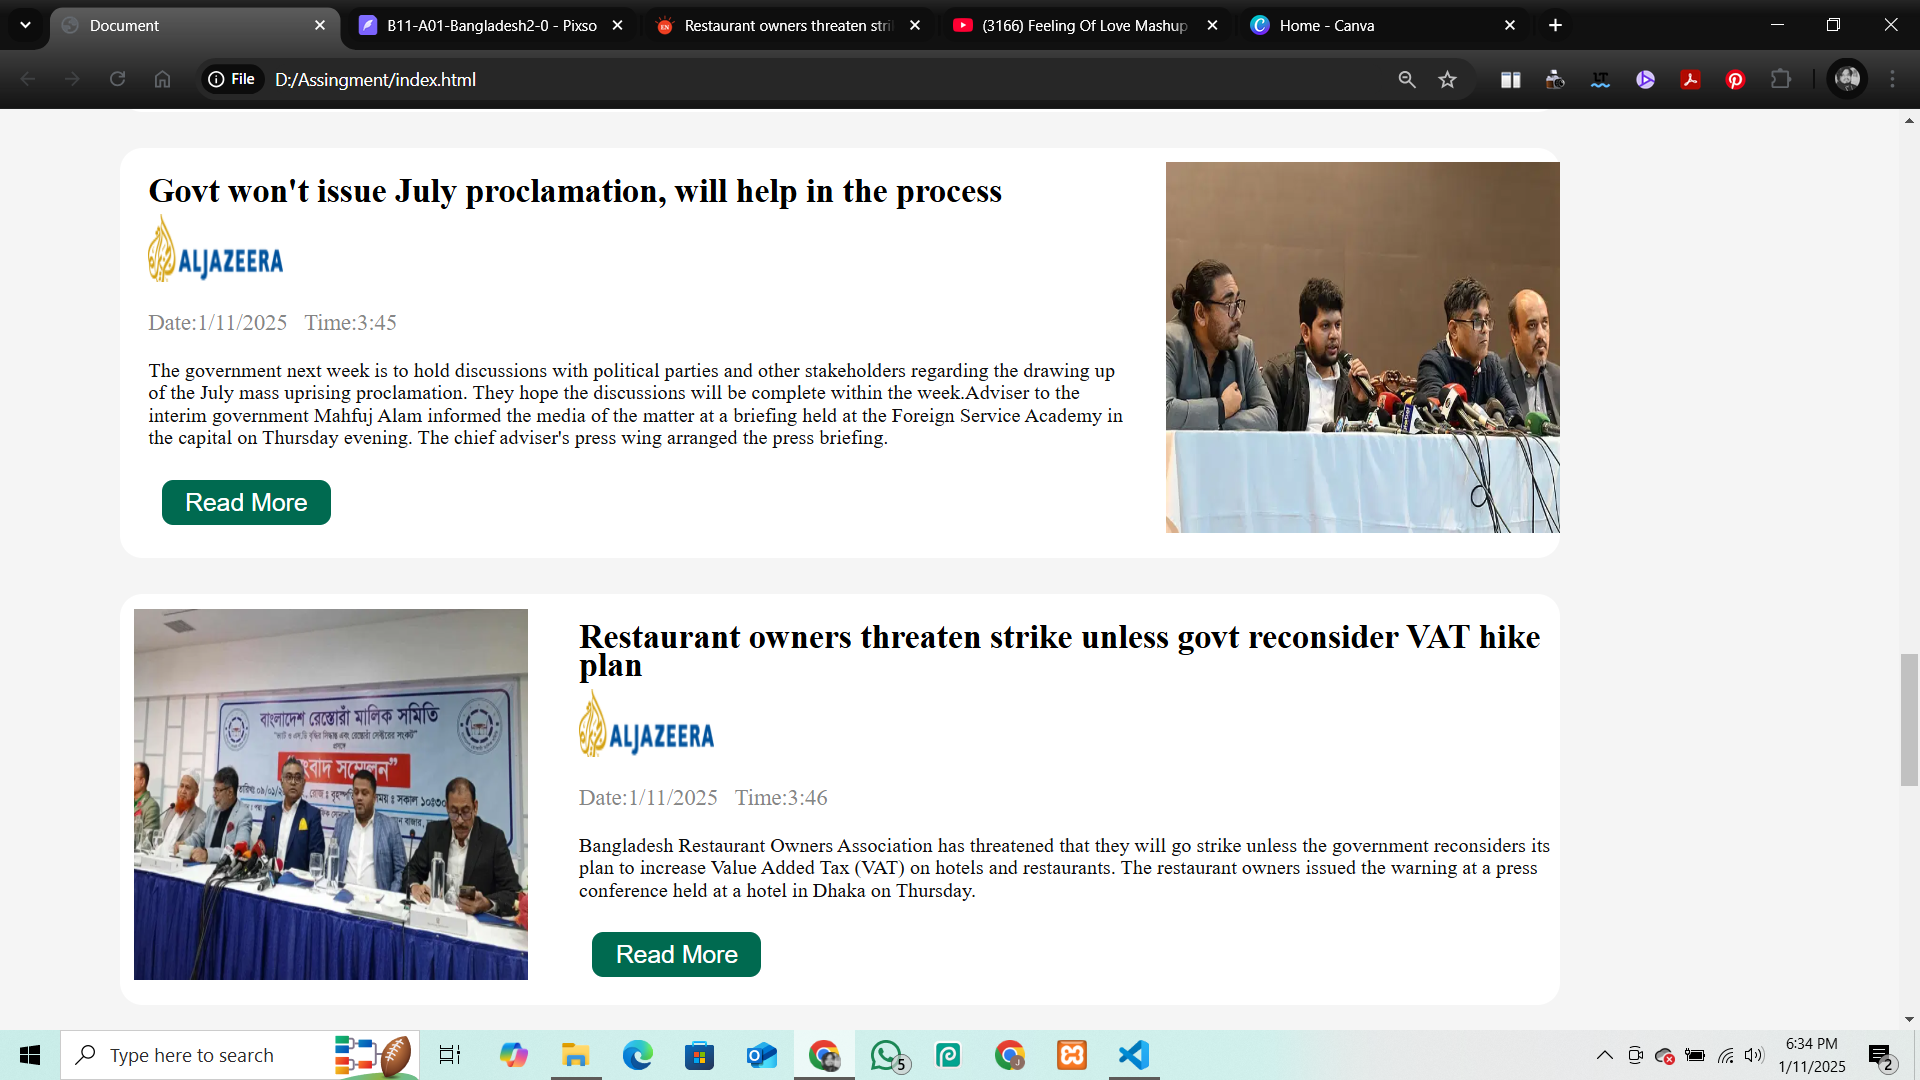 Document
B11-A01-Bangladesh2-0 - Pixso
Restaurant owners threaten stri
(3166) Feeling Of Love Mashup
Home - Canva
File
D:/Assingment/index.html
Govt won't issue July proclamation, will help in the process
ALJAZEERA
Date:1/11/2025 Time:3:45
The government next week is to hold discussions with political parties and other stakeholders regarding the drawing up
of the July mass uprising proclamation. They hope the discussions will be complete within the week.Adviser to the
interim government Mahfuj Alam informed the media of the matter at a briefing held at the Foreign Service Academy in
the capital on Thursday evening. The chief adviser's press wing arranged the press briefing.
Read More
বাংলাদেশ রেস্তোরাঁ মালিক সমিতি
Restaurant owners threaten strike unless govt reconsider VAT hike
plan
ALJAZEERA
Date:1/11/2025 Time:3:46
Bangladesh Restaurant Owners Association has threatened that they will go strike unless the government reconsiders its
plan to increase Value Added Tax (VAT) on hotels and restaurants. The restaurant owners issued the warning at a press
conference held at a hotel in Dhaka on Thursday.
Read More
Type here to search
5
6:34 PM
1/11/2025
2